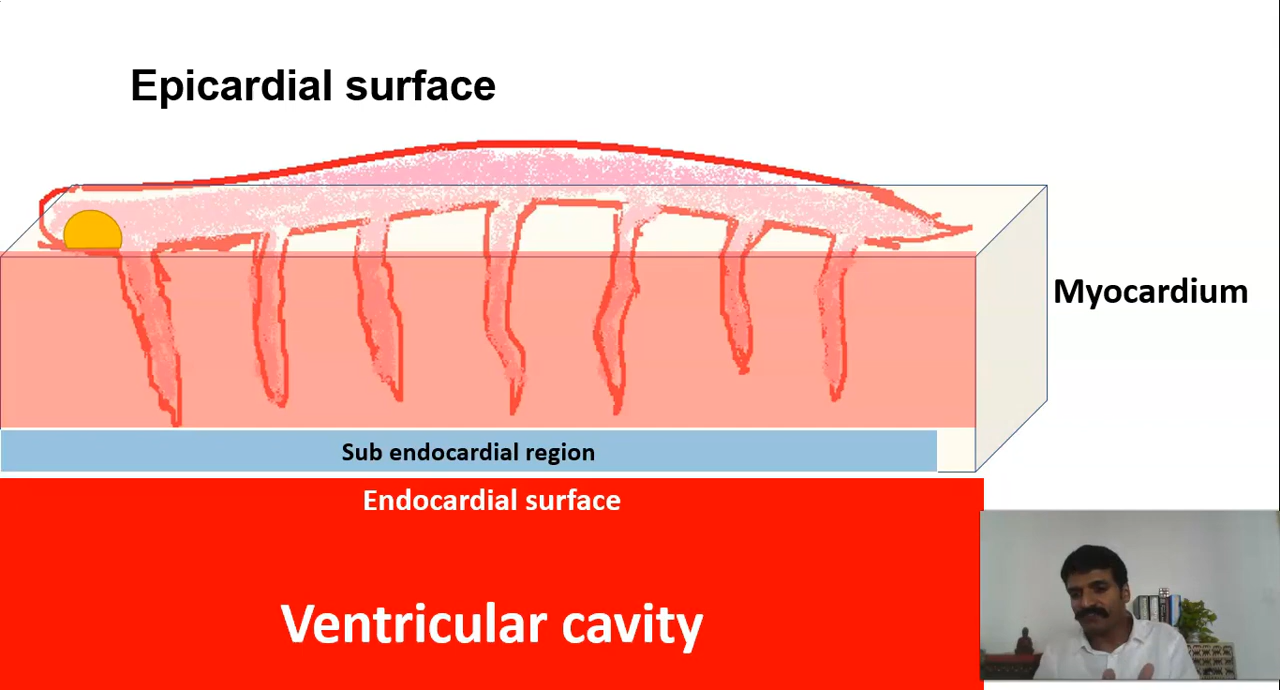 Epicardial surface
Myocardium
Sub endocardial region
Endocardial surface
Ventricular cavity